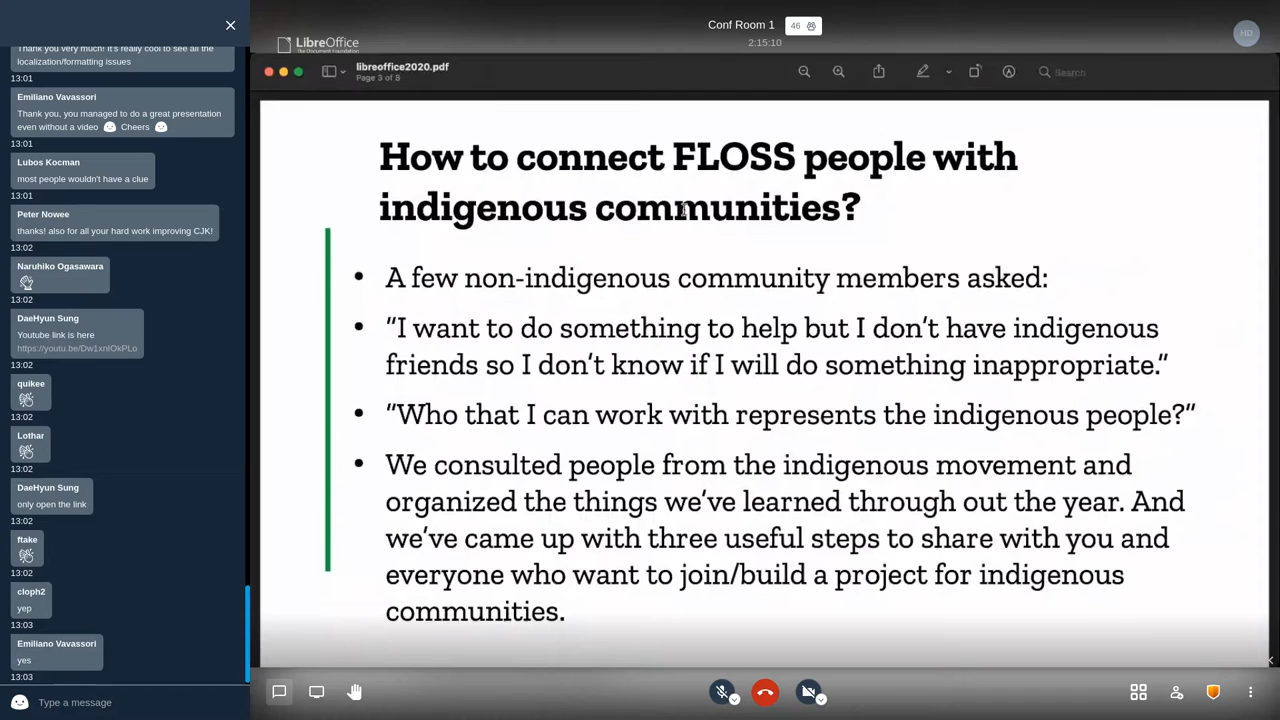 Thank you very much! It's really cool to see all the
localization/formatting issues
13:01
Emiliano Vavassori
Thank you, you managed to do a great presentation
even without a video Cheers
13:01
Lubos Kocman
most people wouldn't have a clue
13:01
Peter Nowee
thanks! also for all your hard work improving CJK!
13:02
Naruhiko Ogasawara
13:02
DaeHyun Sung
Youtube link is here
https://youtu.be/Dw1xnIOkPLo
13:02
quikee
13:02
Lothar
13:02
DaeHyun Sung
only open the link
13:02
ftake
13:02
cloph2
yep
13:03
Emiliano Vavassori
yes
13:03
Type a message
Conf Room 1
46
2:15:10
HD
LibreOffice
The Document Foundation
libreoffice2020.pdf
Page 3 of 8
Search
How to connect FLOSS people with
indigenous communities?
• A few non-indigenous community members asked:
• “I want to do something to help but I don’t have indigenous
friends so I don’t know if I will do something inappropriate.”
• “Who that I can work with represents the indigenous people?“
• We consulted people from the indigenous movement and
organized the things we’ve learned through out the year. And
we’ve came up with three useful steps to share with you and
everyone who want to join/build a project for indigenous
communities.